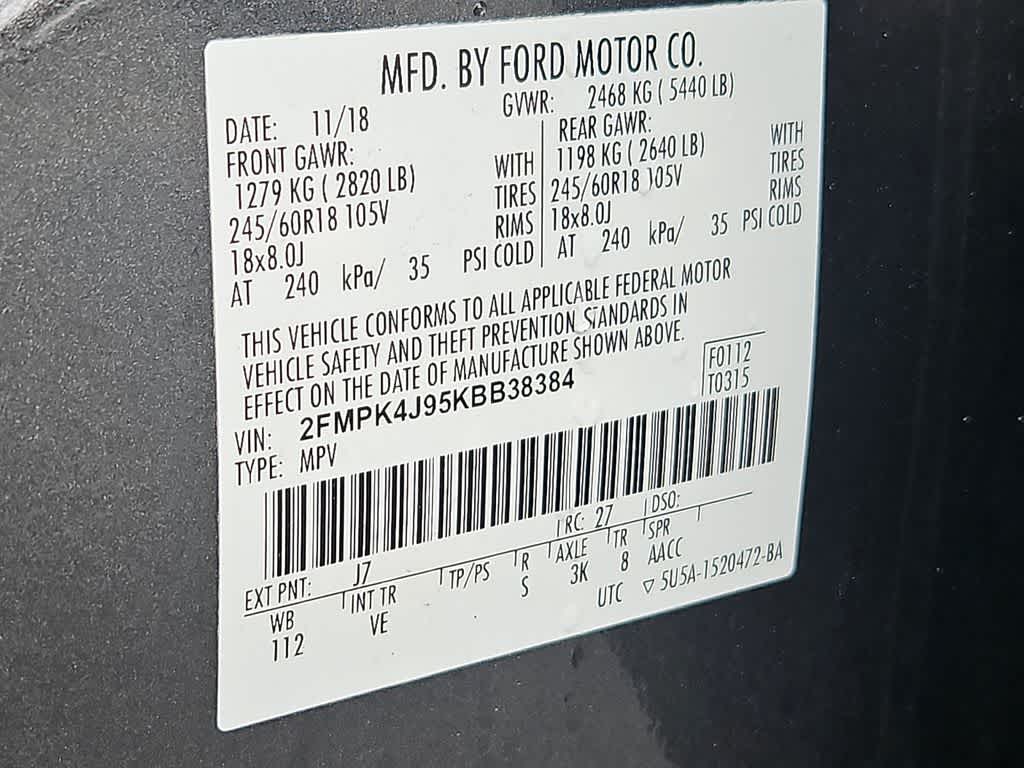 MFD. BY FORD MOTOR CO.
DATE: 11/18
GVWR: 2468 KG ( 5440 LB)
FRONT GAWR:
1279 KG ( 2820 LB)
245/60R18 105V
18x8.0J
AT 240 kPa/ 35 PSI COLD
WITH
TIRES
RIMS
REAR GAWR:
1198 KG ( 2640 LB)
245/60R18 105V
18x8.0J
AT 240 kPa/ 35 PSI COLD
WITH
TIRES
RIMS
THIS VEHICLE CONFORMS TO ALL APPLICABLE FEDERAL MOTOR
VEHICLE SAFETY AND THEFT PREVENTION STANDARDS IN
EFFECT ON THE DATE OF MANUFACTURE SHOWN ABOVE.
F0112
T0315
VIN: 2FMPK4J95KBB38384
TYPE: MPV
EXT PNT: J7 RC: 27 DSO:
WB INT TR TP/PS R AXLE TR SPR
112 VE S 3K 8 AACC
UTC ▽ 5U5A-1520472-BA